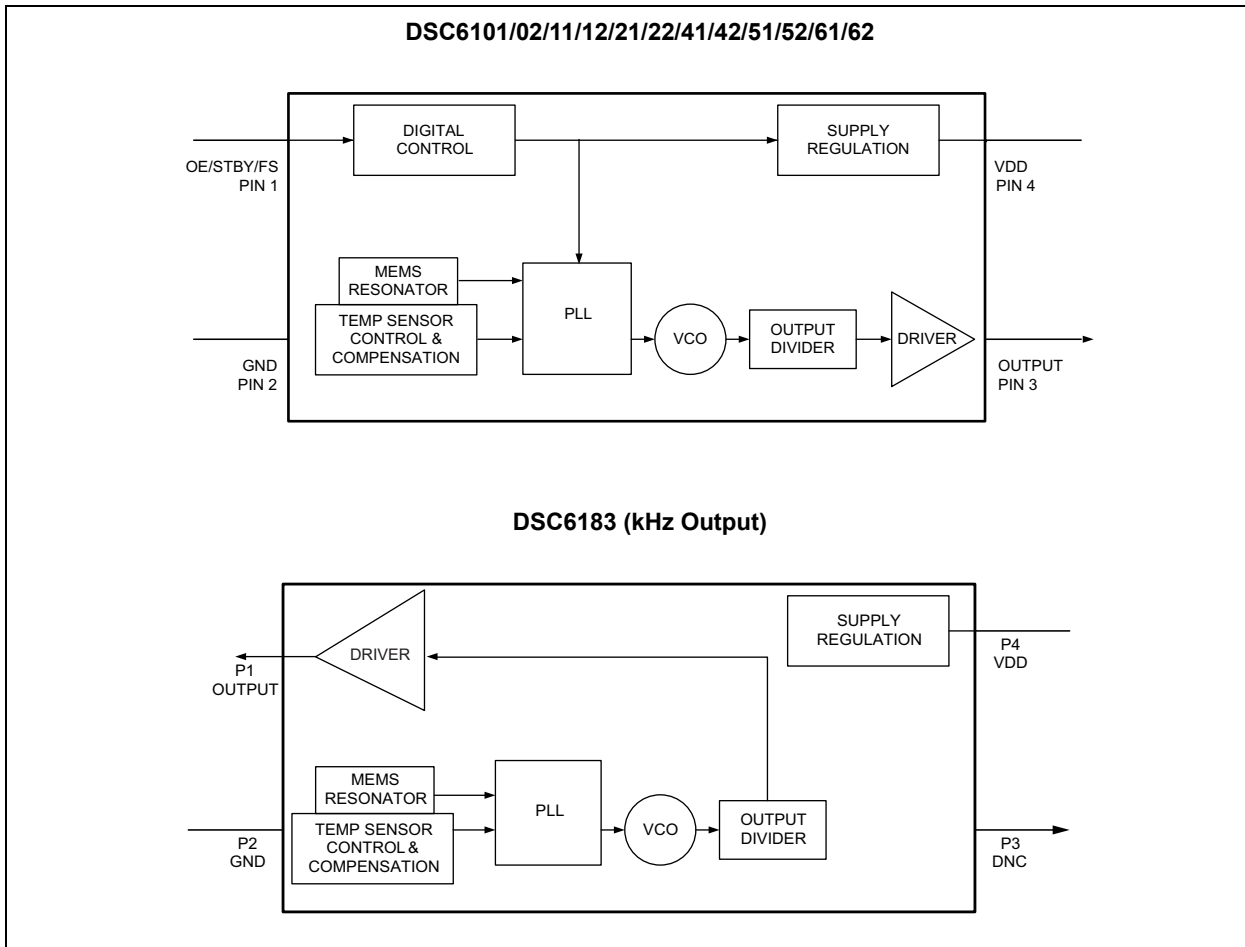 DSC6101/02/11/12/21/22/41/42/51/52/61/62
DIGITAL
CONTROL
SUPPLY
REGULATION
OE/STBY/FS
PIN 1
VDD
PIN 4
MEMS
RESONATOR
TEMP SENSOR
CONTROL &
COMPENSATION
PLL
VCO
OUTPUT
DIVIDER
DRIVER
GND
PIN 2
OUTPUT
PIN 3
DSC6183 (kHz Output)
SUPPLY
REGULATION
DRIVER
P1
OUTPUT
P4
VDD
MEMS
RESONATOR
TEMP SENSOR
CONTROL &
COMPENSATION
PLL
VCO
OUTPUT
DIVIDER
P2
GND
P3
DNC